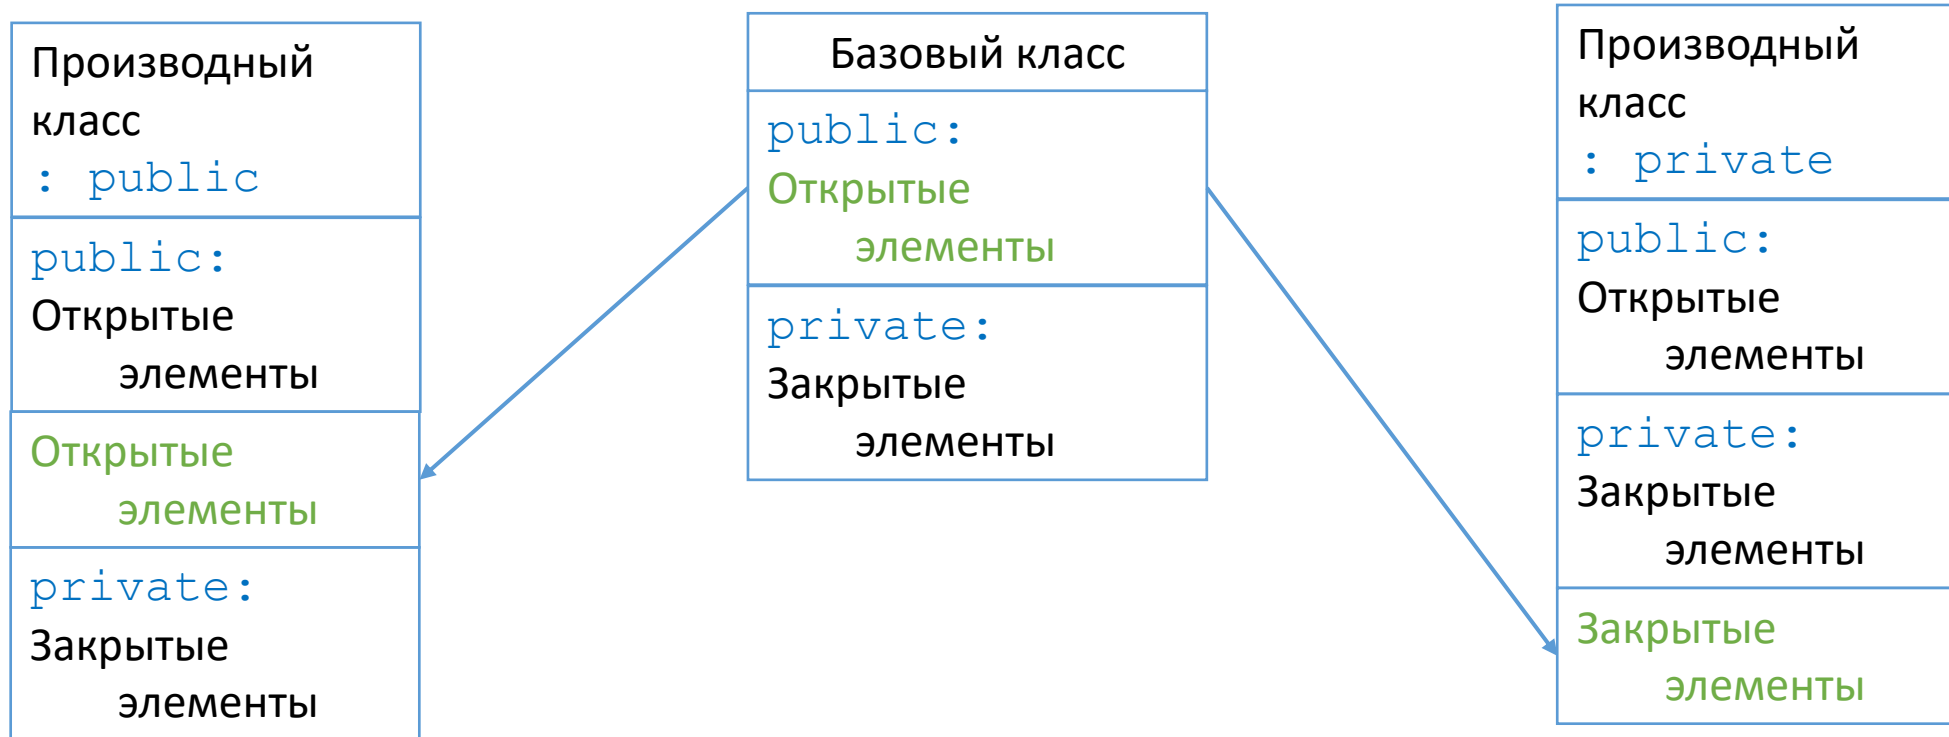 Производный
класс
: public
public:
Открытые
элементы
Открытые
элементы
private:
Закрытые
элементы
Базовый класс
public:
Открытые
элементы
private:
Закрытые
элементы
Производный
класс
: private
public:
Открытые
элементы
private:
Закрытые
элементы
Закрытые
элементы